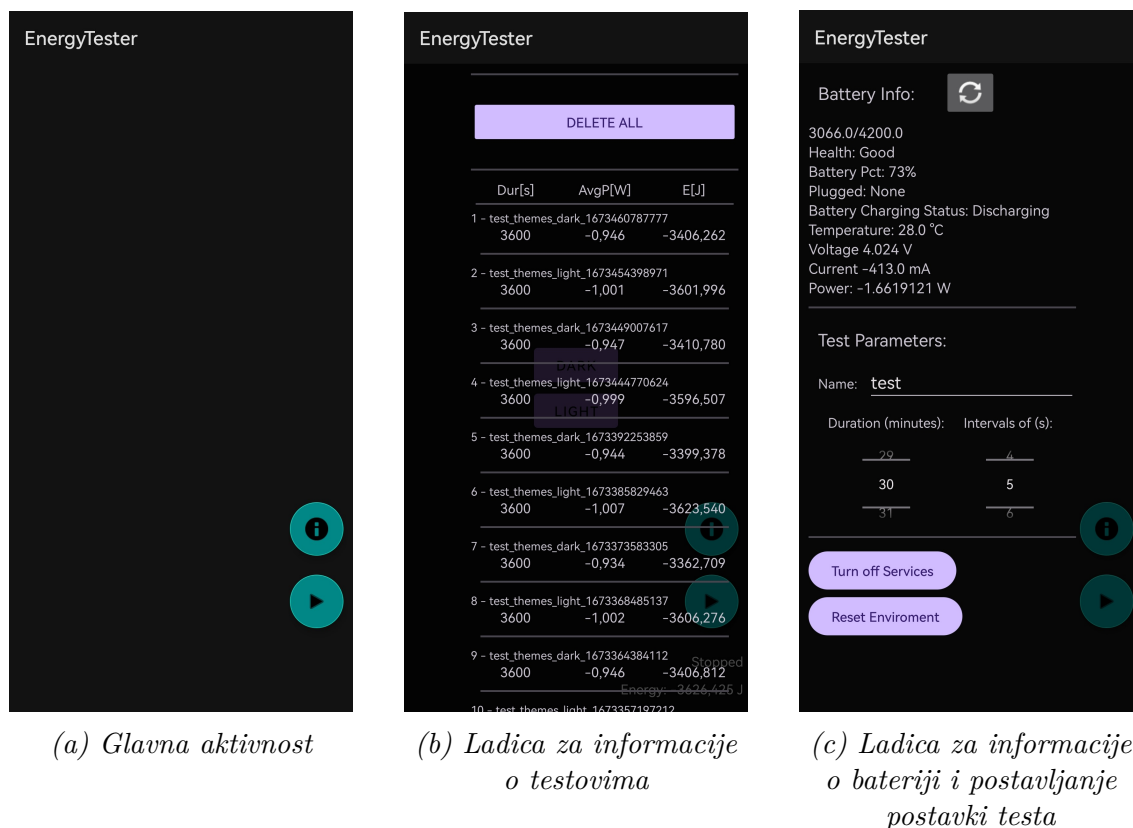 EnergyTester
(a) Glavna aktivnost
EnergyTester
DELETE ALL
Dur[s] AvgP[W] E[J]
1 - test_themes_dark_1673460787777
3600 -0,946 -3406,262
2 - test_themes_light_1673454398971
3600 -1,001 -3601,996
3 - test_themes_dark_1673449007617
3600 -0,947 -3410,780
DARK
4 - test_themes_light_1673444770624
3600 -0,999 -3596,507
LIGHT
5 - test_themes_dark_1673392253859
3600 -0,944 -3399,378
6 - test_themes_light_1673385829463
3600 -1,007 -3623,540
7 - test_themes_dark_1673373583305
3600 -0,934 -3362,709
8 - test_themes_light_1673368485137
3600 -1,002 -3606,276
9 - test_themes_dark_1673364384112
Stopped
3600 -0,946 -3406,812
Energy: -3626,425 J
10 - test_themes_light_1673357197212
(b) Ladica za informacije
o testovima
EnergyTester
Battery Info:
3066.0/4200.0
Health: Good
Battery Pct: 73%
Plugged: None
Battery Charging Status: Discharging
Temperature: 28.0 °C
Voltage 4.024 V
Current -413.0 mA
Power: -1.6619121 W
Test Parameters:
Name: test
Duration (minutes): Intervals of (s):
29 4
30 5
31 6
Turn off Services
Reset Enviroment
(c) Ladica za informacije
o bateriji i postavljanje
postavki testa